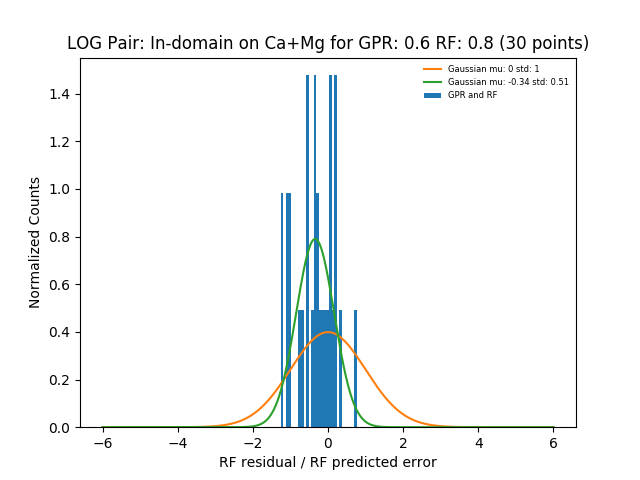 LOG Pair: In-domain on Ca+Mg for GPR: 0.6 RF: 0.8 (30 points)
Gaussian mu: 0 std: 1
Gaussian mu: -0.34 std: 0.51
GPR and RF
Normalized Counts
1.4
1.2
1.0
0.8
0.6
0.4
0.2
0.0
−6
−4
−2
0
2
4
6
RF residual / RF predicted error